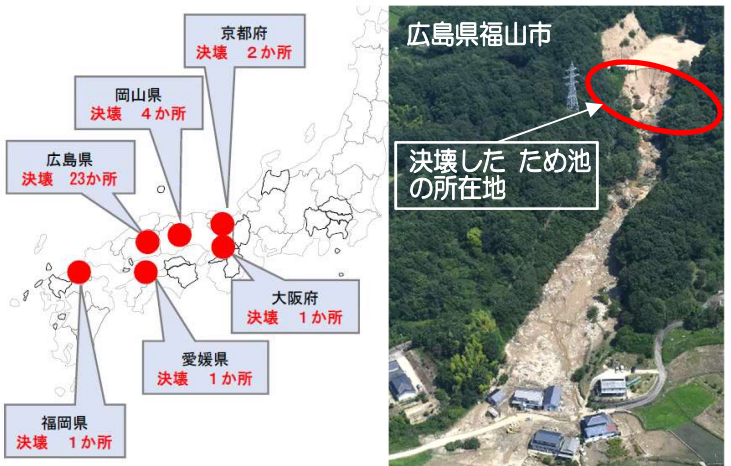 京都府
決壊　２か所
岡山県
決壊　４か所
広島県
決壊　23か所
大阪府
決壊　１か所
愛媛県
決壊　１か所
福岡県
決壊　１か所
広島県福山市
決壊した ため池
の所在地